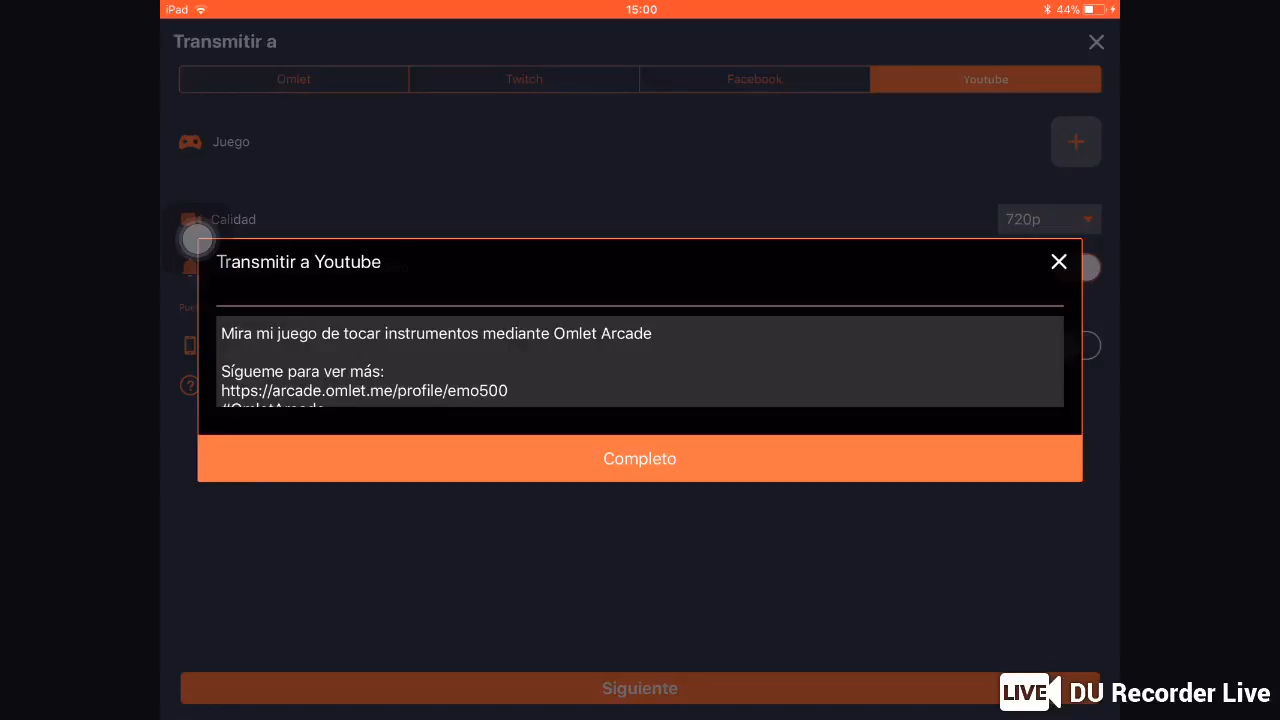 iPad
15:00
44%
Transmitir a
Omlet
Twitch
Facebook
Youtube
Juego
Calidad
720p
Transmitir a Youtube
Mira mi juego de tocar instrumentos mediante Omlet Arcade
Sígueme para ver más:
https://arcade.omlet.me/profile/emo500
#OmletArcade
Completo
Siguiente
LIVE DU Recorder Live